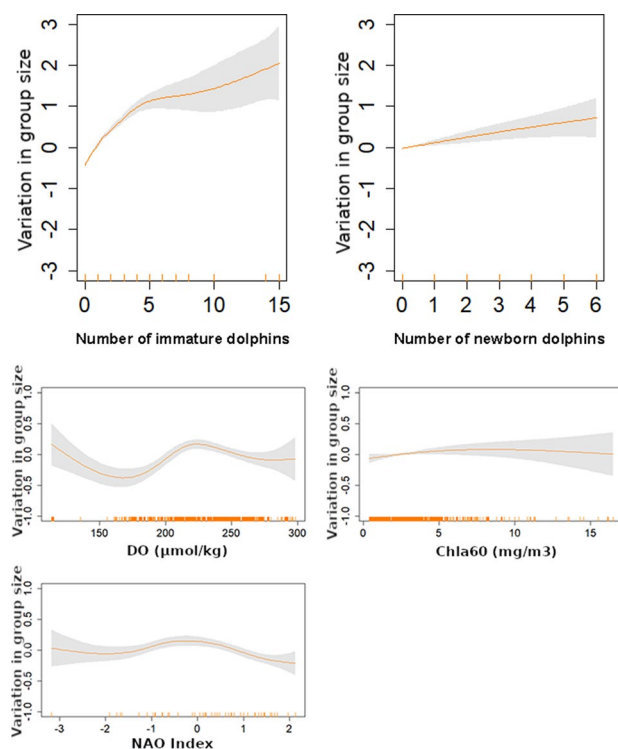 Variation in group size
3
2
1
0
-1
-2
-3
0 5 10 15
Number of immature dolphins
Variation in group size
3
2
1
0
-1
-2
-3
0 1 2 3 4 5 6
Number of newborn dolphins
Variation in group size
1.0
0.5
0.0
-0.5
-1.0
150 200 250 300
DO (µmol/kg)
Variation in group size
1.0
0.5
0.0
-0.5
-1.0
0 5 10 15
Chla60 (mg/m3)
Variation in group size
1.0
0.5
0.0
-0.5
-1.0
-3 -2 -1 0 1 2
NAO Index